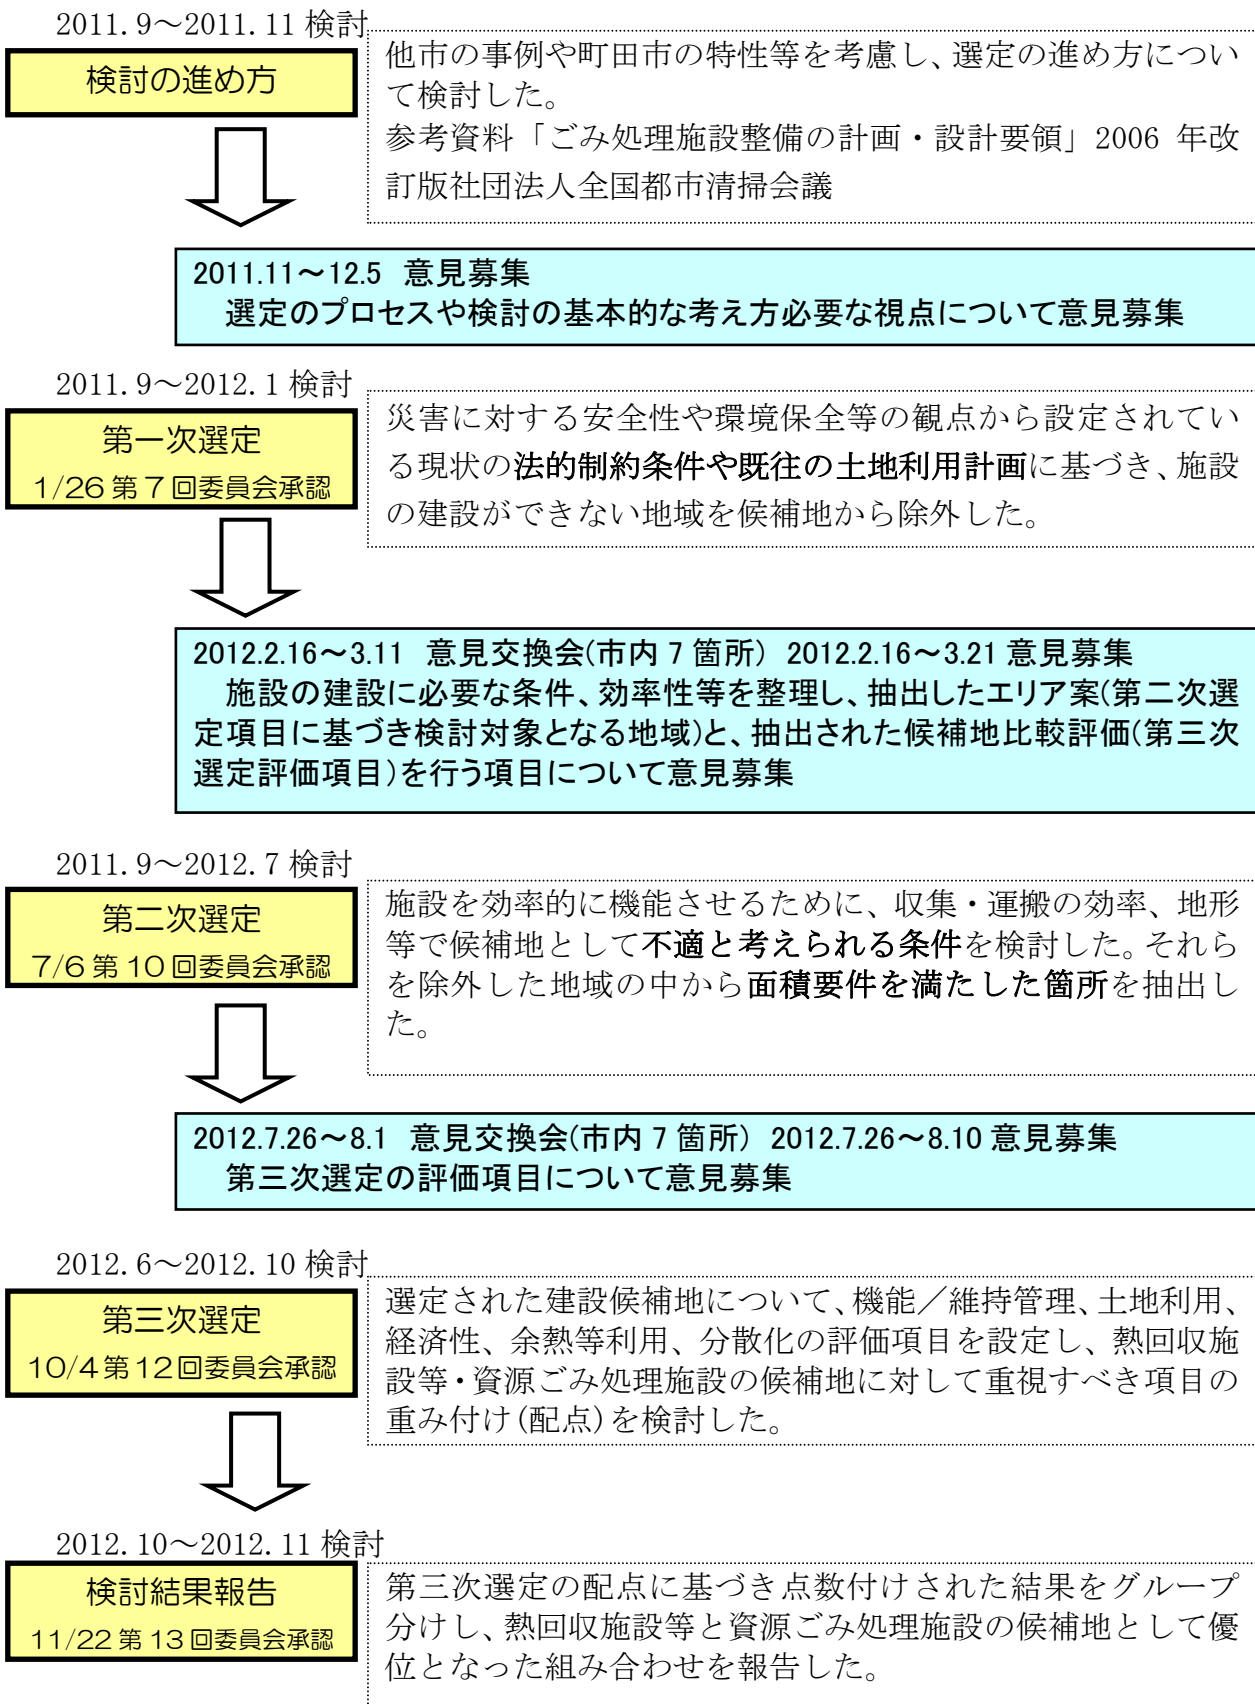 2011.9～2011.11 検討
検討の進め方
他市の事例や町田市の特性等を考慮し、選定の進め方につい
て検討した。
参考資料「ごみ処理施設整備の計画・設計要領」2006 年改
訂版社団法人全国都市清掃会議
2011.11～12.5 意見募集
選定のプロセスや検討の基本的な考え方必要な視点について意見募集
2011.9～2012.1 検討
第一次選定
1/26 第 7 回委員会承認
災害に対する安全性や環境保全等の観点から設定されてい
る現状の法的制約条件や既往の土地利用計画に基づき、施設
の建設ができない地域を候補地から除外した。
2012.2.16～3.11 意見交換会(市内 7 箇所) 2012.2.16～3.21 意見募集
施設の建設に必要な条件、効率性等を整理し、抽出したエリア案(第二次選
定項目に基づき検討対象となる地域)と、抽出された候補地比較評価(第三次
選定評価項目)を行う項目について意見募集
2011.9～2012.7 検討
第二次選定
7/6 第 10 回委員会承認
施設を効率的に機能させるために、収集・運搬の効率、地形
等で候補地として不適と考えられる条件を検討した。それら
を除外した地域の中から面積要件を満たした箇所を抽出し
た。
2012.7.26～8.1 意見交換会(市内 7 箇所) 2012.7.26～8.10 意見募集
第三次選定の評価項目について意見募集
2012.6～2012.10 検討
第三次選定
10/4 第 12 回委員会承認
選定された建設候補地について、機能／維持管理、土地利用、
経済性、余熱等利用、分散化の評価項目を設定し、熱回収施
設等・資源ごみ処理施設の候補地に対して重視すべき項目の
重み付け(配点)を検討した。
2012.10～2012.11 検討
検討結果報告
11/22 第 13 回委員会承認
第三次選定の配点に基づき点数付けされた結果をグループ
分けし、熱回収施設等と資源ごみ処理施設の候補地として優
位となった組み合わせを報告した。